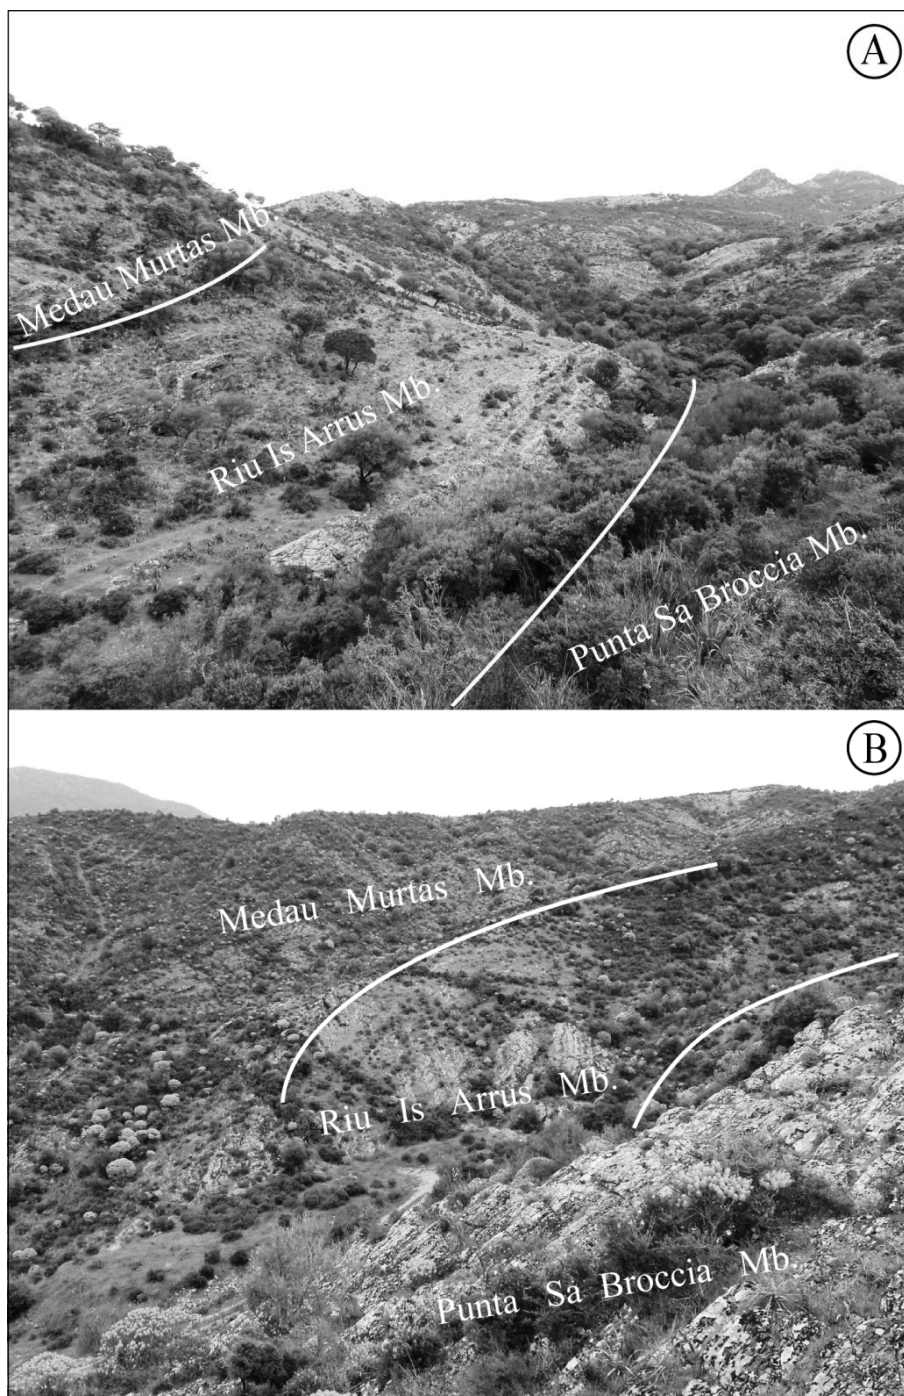 A
Medau Murtas Mb.
Riu Is Arrus Mb.
Punta Sa Broccia Mb.
B
Medau Murtas Mb.
Riu Is Arrus Mb.
Punta Sa Broccia Mb.